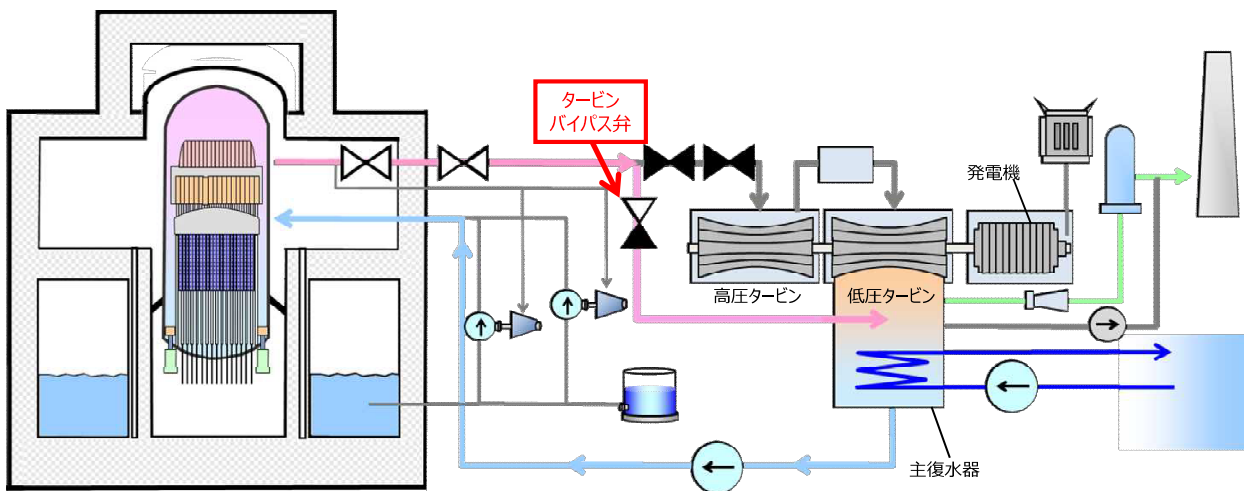 タービン
バイパス弁
発電機
高圧タービン
低圧タービン
主復水器